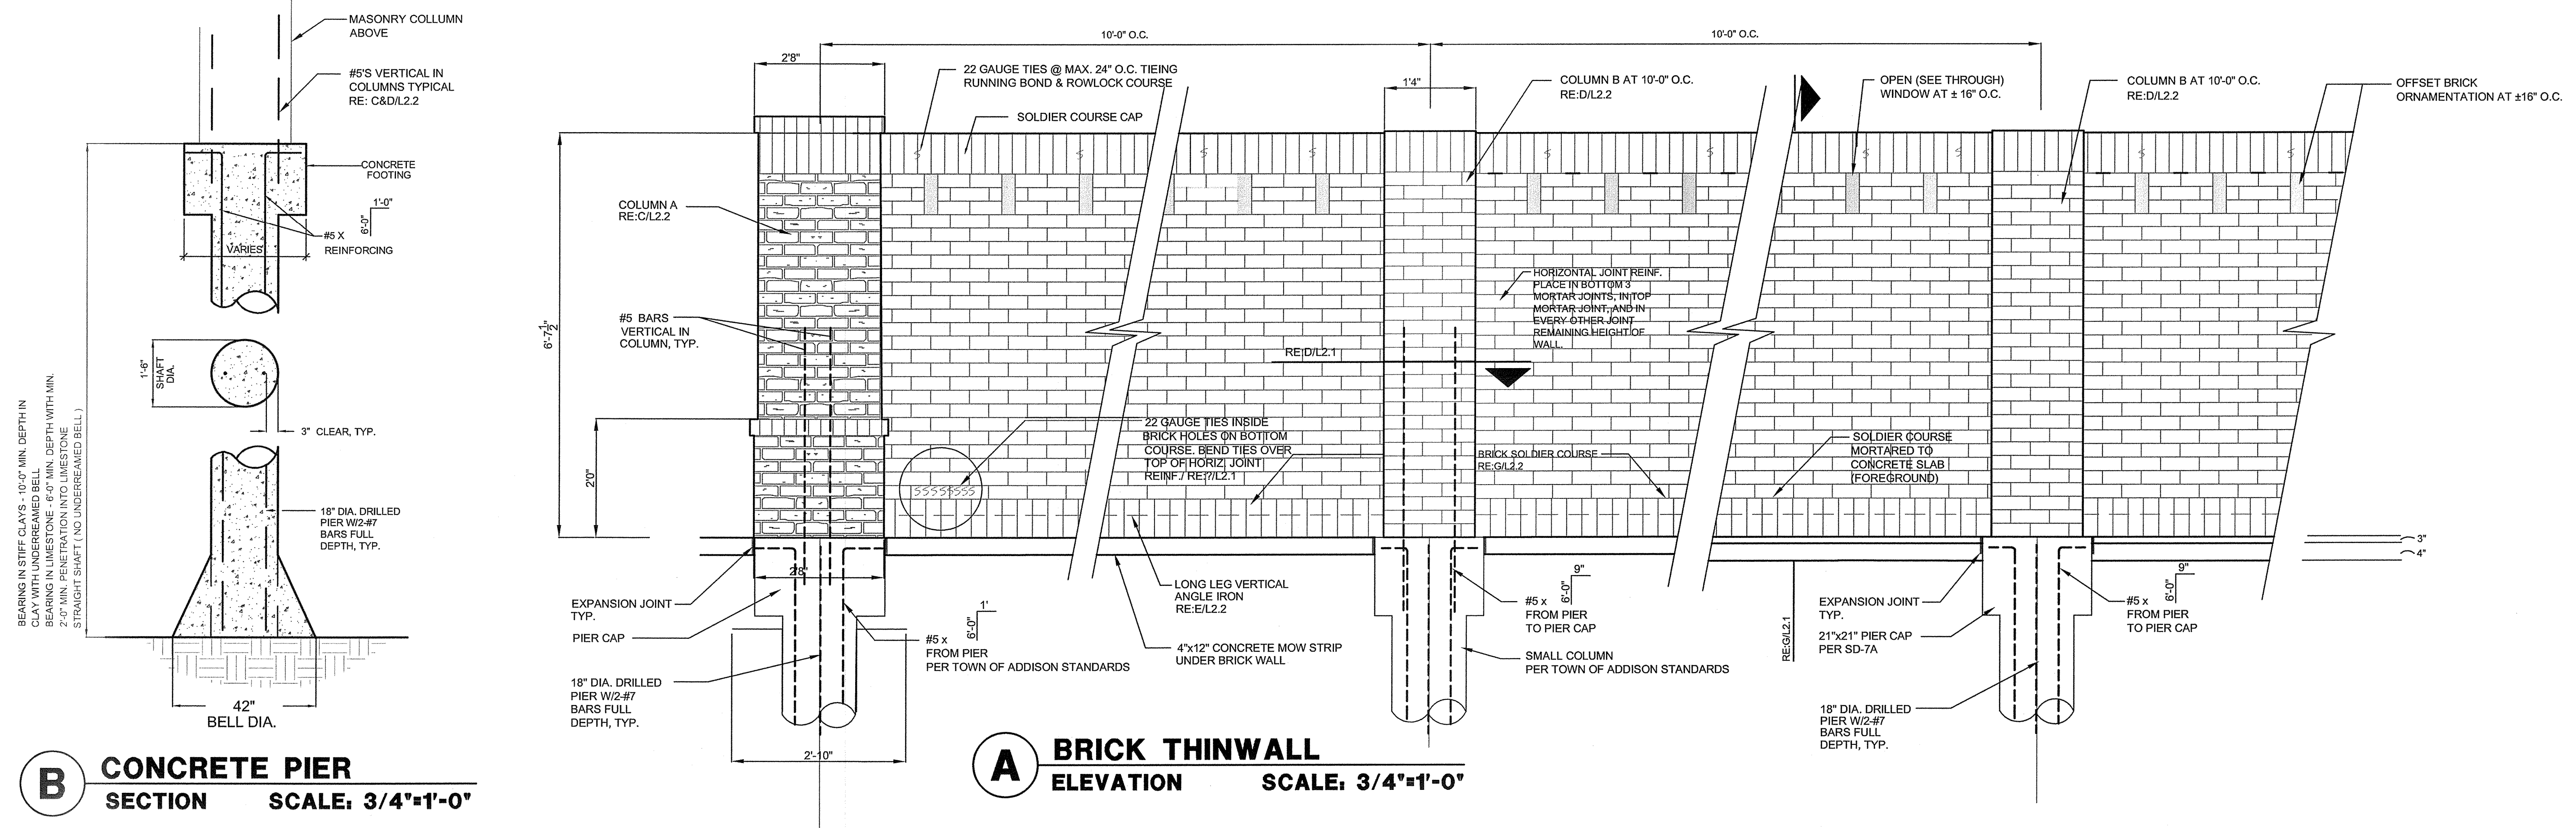 MASONRY COLLUMN
ABOVE
#5'S VERTICAL IN
COLUMNS TYPICAL
RE: C&D/L2.2
CONCRETE
FOOTING
1'-0"
6'-0"
#5 X
REINFORCING
VARIES
1'-6"
SHAFT
DIA.
3" CLEAR, TYP.
BEARING IN STIFF CLAYS - 10'-0" MIN. DEPTH IN
CLAY WITH UNDERREAMED BELL
BEARING IN LIMESTONE - 6'-0" MIN. DEPTH WITH MIN.
2'-0" MIN. PENETRATION INTO LIMESTONE
STRAIGHT SHAFT ( NO UNDERREAMED BELL )
18" DIA. DRILLED
PIER W/2-#7
BARS FULL
DEPTH, TYP.
42"
BELL DIA.
B
CONCRETE PIER
SECTION SCALE: 3/4"=1'-0"
10'-0" O.C.
10'-0" O.C.
2'8"
22 GAUGE TIES @ MAX. 24" O.C. TIEING
RUNNING BOND & ROWLOCK COURSE
SOLDIER COURSE CAP
1'4"
COLUMN B AT 10'-0" O.C.
RE:D/L2.2
OPEN (SEE THROUGH)
WINDOW AT ± 16" O.C.
COLUMN B AT 10'-0" O.C.
RE:D/L2.2
OFFSET BRICK
ORNAMENTATION AT ±16" O.C.
COLUMN A
RE:C/L2.2
6'-7 1/2"
#5 BARS
VERTICAL IN
COLUMN, TYP.
HORIZONTAL JOINT REINF.
PLACE IN BOTTOM 3
MORTAR JOINTS, IN TOP
MORTAR JOINT, AND IN
EVERY OTHER JOINT
REMAINING HEIGHT OF
WALL.
RE:D/L2.1
2'0"
22 GAUGE TIES INSIDE
BRICK HOLES ON BOTTOM
COURSE. BEND TIES OVER
TOP OF HORIZ. JOINT
REINF./ RE:?/L2.1
BRICK SOLDIER COURSE
RE:G/L2.2
SOLDIER COURSE
MORTARED TO
CONCRETE SLAB
(FOREGROUND)
3"
4"
2'8"
EXPANSION JOINT
TYP.
PIER CAP
18" DIA. DRILLED
PIER W/2-#7
BARS FULL
DEPTH, TYP.
1'
6'-0"
#5 x
FROM PIER
PER TOWN OF ADDISON STANDARDS
LONG LEG VERTICAL
ANGLE IRON
RE:E/L2.2
4"x12" CONCRETE MOW STRIP
UNDER BRICK WALL
9"
6'-0"
#5 x
FROM PIER
TO PIER CAP
SMALL COLUMN
PER TOWN OF ADDISON STANDARDS
RE:G/L2.1
EXPANSION JOINT
TYP.
21"x21" PIER CAP
PER SD-7A
18" DIA. DRILLED
PIER W/2-#7
BARS FULL
DEPTH, TYP.
9"
6'-0"
#5 x
FROM PIER
TO PIER CAP
2'-10"
A
BRICK THINWALL
ELEVATION SCALE: 3/4"=1'-0"